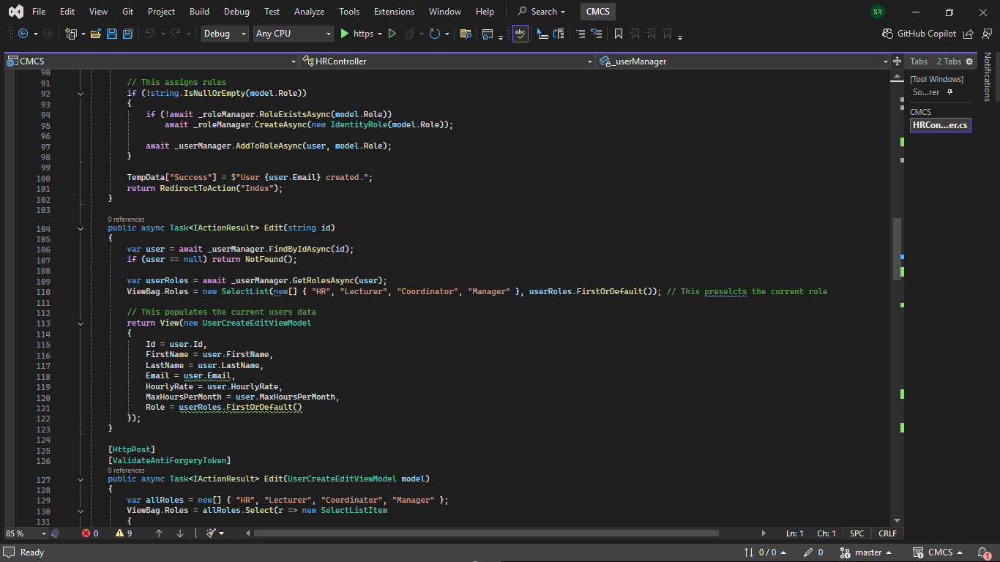 File Edit View Git Project Build Debug Test Analyze Tools Extensions Window Help Search CMCS SR
Debug Any CPU https abc GitHub Copilot
CMCS HRController _userManager Tabs 2 Tabs Notifications
[Tool Windows]
So...rer
CMCS
HRCon...er.cs
90
91 // This assigns roles
92 if (!string.IsNullOrEmpty(model.Role))
93 {
94 if (!await _roleManager.RoleExistsAsync(model.Role))
95 await _roleManager.CreateAsync(new IdentityRole(model.Role));
96
97 await _userManager.AddToRoleAsync(user, model.Role);
98 }
99
100 TempData["Success"] = $"User {user.Email} created.";
101 return RedirectToAction("Index");
102 }
103
0 references
104 public async Task<IActionResult> Edit(string id)
105 {
106 var user = await _userManager.FindByIdAsync(id);
107 if (user == null) return NotFound();
108
109 var userRoles = await _userManager.GetRolesAsync(user);
110 ViewBag.Roles = new SelectList(new[] { "HR", "Lecturer", "Coordinator", "Manager" }, userRoles.FirstOrDefault()); // This preselcts the current role
111
112 // This populates the current users data
113 return View(new UserCreateEditViewModel
114 {
115 Id = user.Id,
116 FirstName = user.FirstName,
117 LastName = user.LastName,
118 Email = user.Email,
119 HourlyRate = user.HourlyRate,
120 MaxHoursPerMonth = user.MaxHoursPerMonth,
121 Role = userRoles.FirstOrDefault()
122 });
123 }
124
125 [HttpPost]
126 [ValidateAntiForgeryToken]
0 references
127 public async Task<IActionResult> Edit(UserCreateEditViewModel model)
128 {
129 var allRoles = new[] { "HR", "Lecturer", "Coordinator", "Manager" };
130 ViewBag.Roles = allRoles.Select(r => new SelectListItem
131 {
85 % 0 9 Ln: 1 Ch: 1 SPC CRLF
Ready 0 / 0 0 master CMCS 1